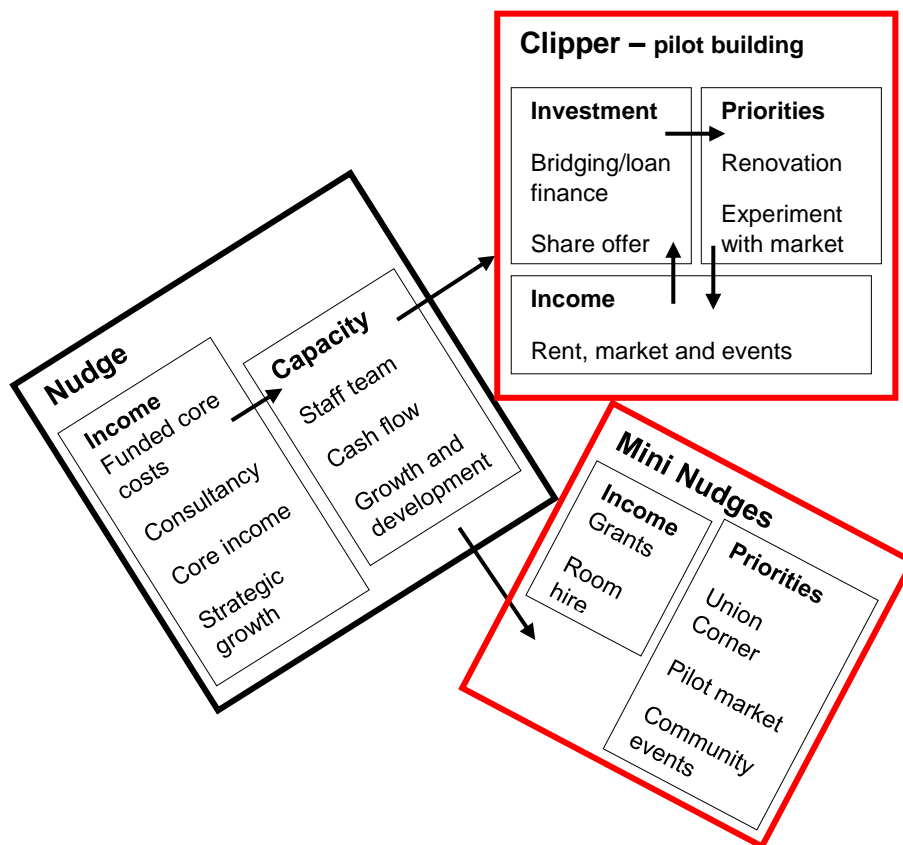 Clipper – pilot building
Investment
Bridging/loan
finance
Share offer
Priorities
Renovation
Experiment
with market
Income
Rent, market and events
Nudge
Income
Funded core
costs
Consultancy
Core income
Strategic
growth
Capacity
Staff team
Cash flow
Growth and
development
Mini Nudges
Income
Grants
Room
hire
Priorities
Union
Corner
Pilot market
Community
events